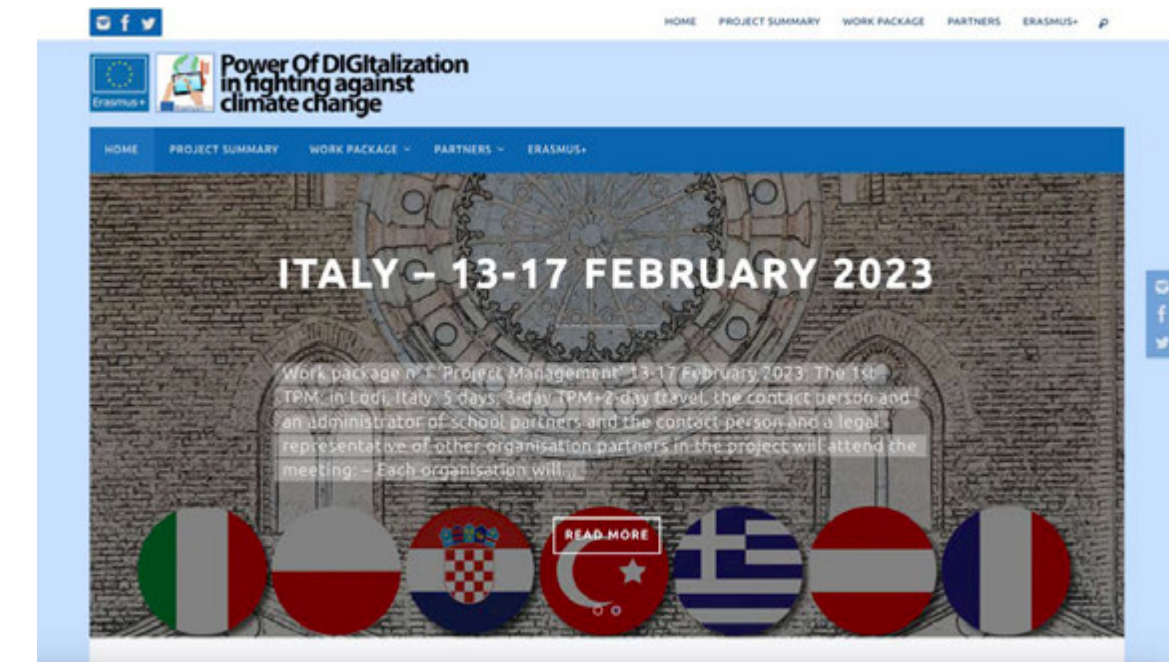 HOME PROJECT SUMMARY WORK PACKAGE PARTNERS ERASMUS+
Erasmus+
Power Of DIGItalization
in fighting against
climate change
HOME PROJECT SUMMARY WORK PACKAGE PARTNERS ERASMUS+
ITALY – 13-17 FEBRUARY 2023
Work package n°1 "Project Management" 13-17 February 2023: The 1st
TPM, in Lodi, Italy. 5 days, 3-day TPM+2-day travel, the contact person and
an administrator of school partners and the contact person and a legal
representative of other organisation partners in the project will attend the
meeting: – Each organisation will...
READ MORE